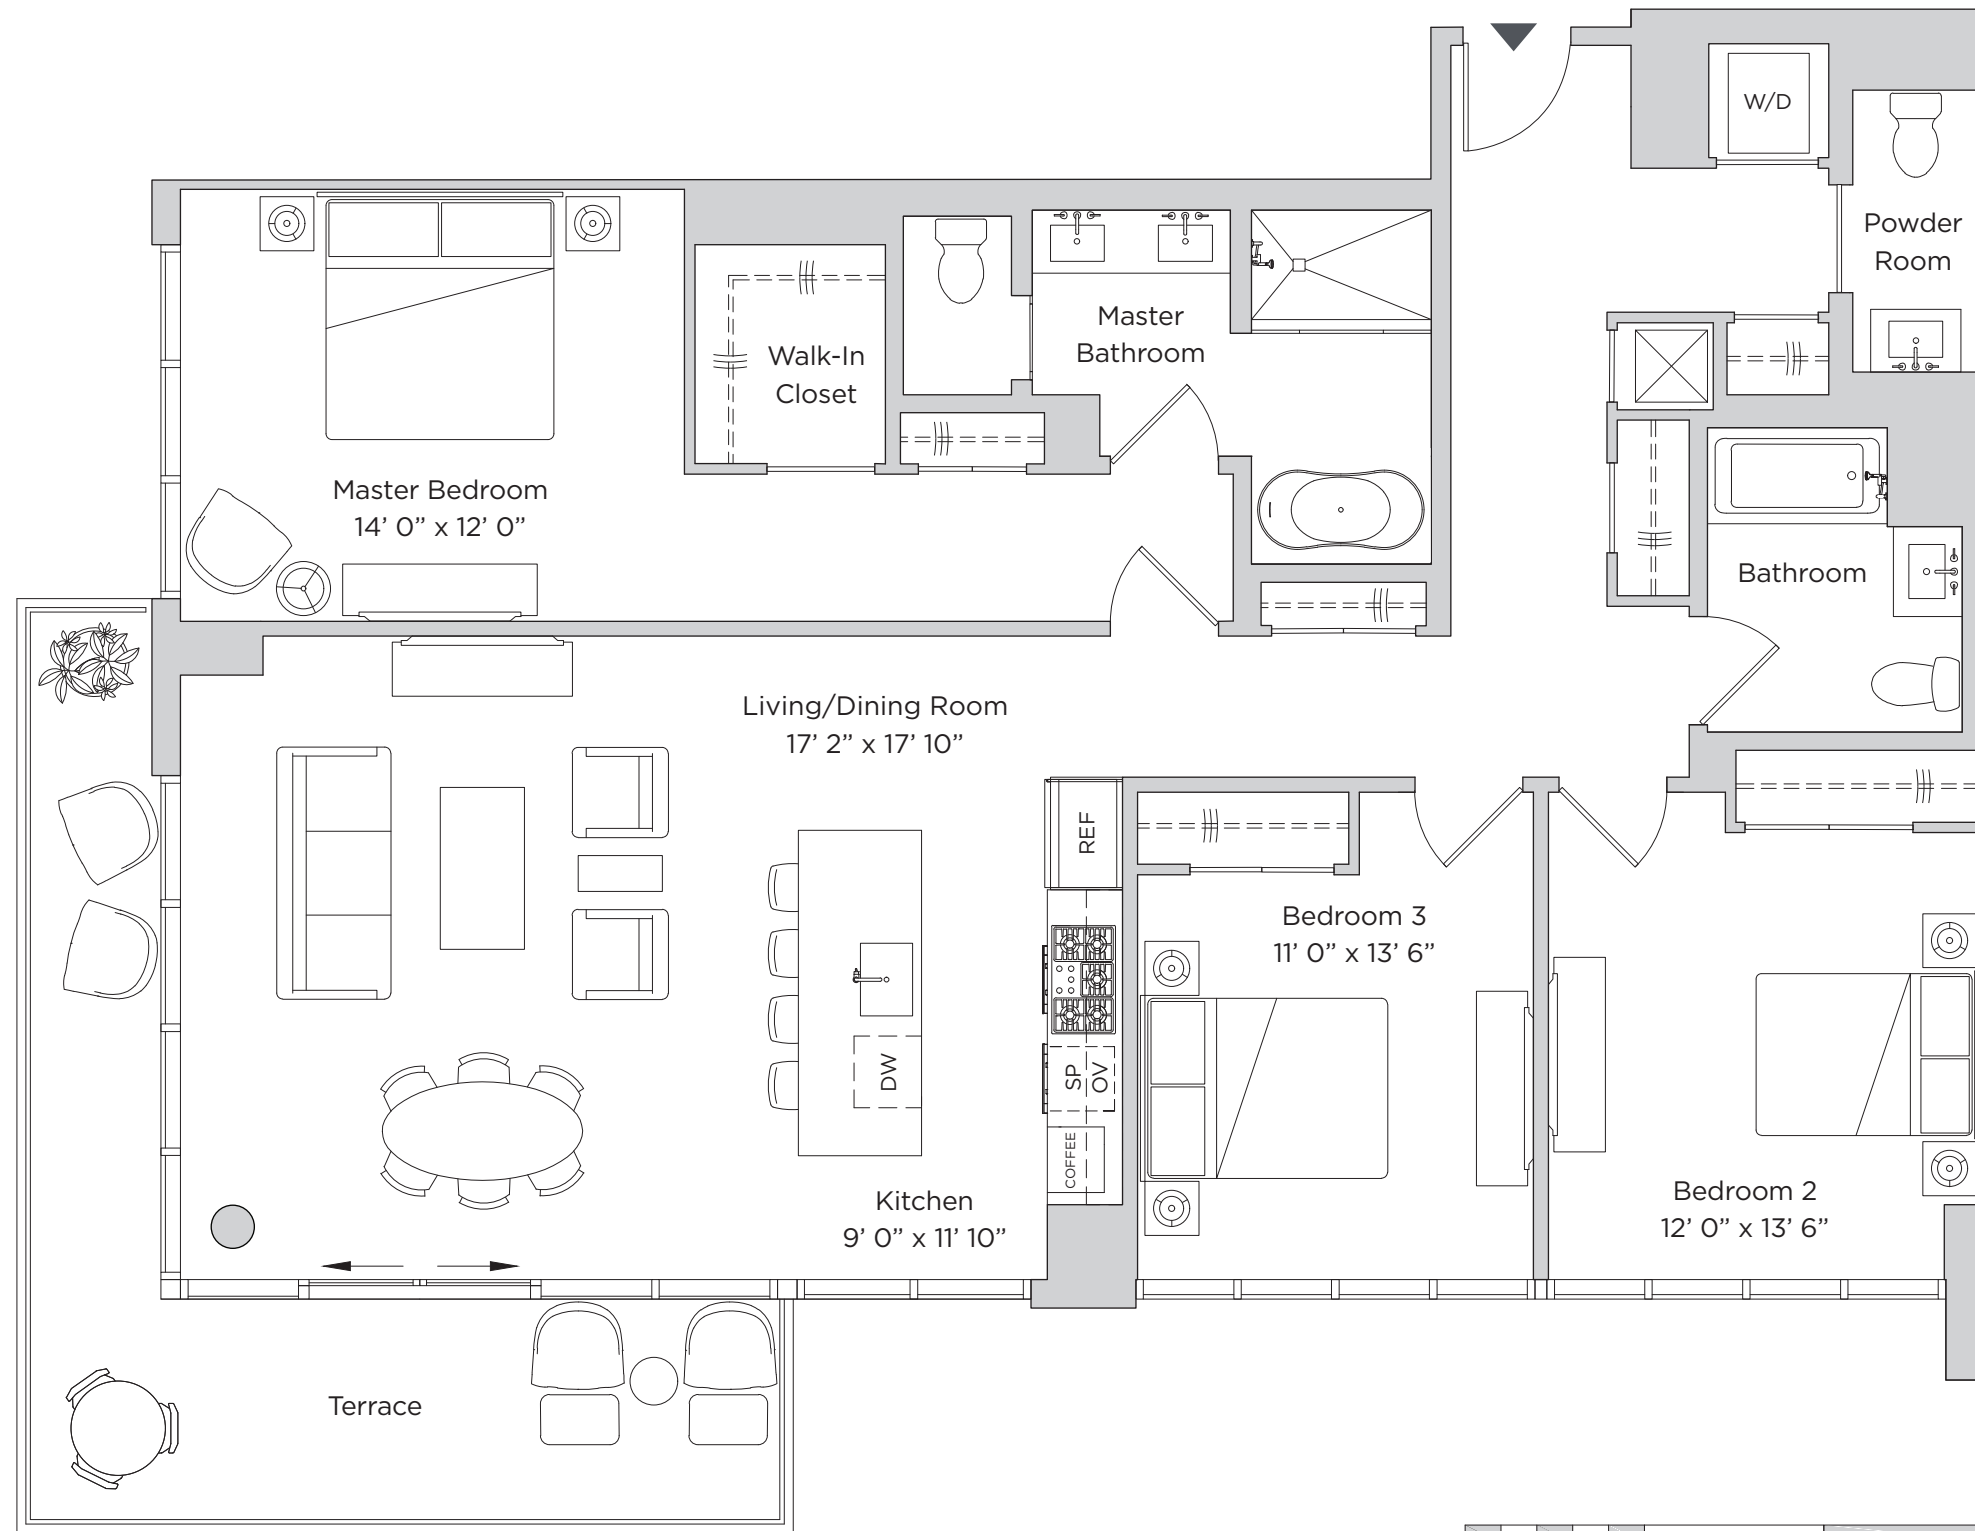 W/D
Powder
Room
Master
Bathroom
Walk-In
Closet
Master Bedroom
14’ 0” x 12’ 0”
Bathroom
Living/Dining Room
17’ 2” x 17’ 10”
REF
Bedroom 3
11’ 0” x 13’ 6”
DW
SP
OV
COFFEE
Kitchen
9’ 0” x 11’ 10”
Bedroom 2
12’ 0” x 13’ 6”
Terrace